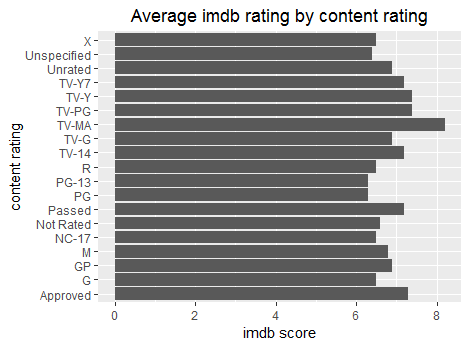 Average imdb rating by content rating
content rating
X
Unspecified
Unrated
TV-Y7
TV-Y
TV-PG
TV-MA
TV-G
TV-14
R
PG-13
PG
Passed
Not Rated
NC-17
M
GP
G
Approved
0 2 4 6 8
imdb score